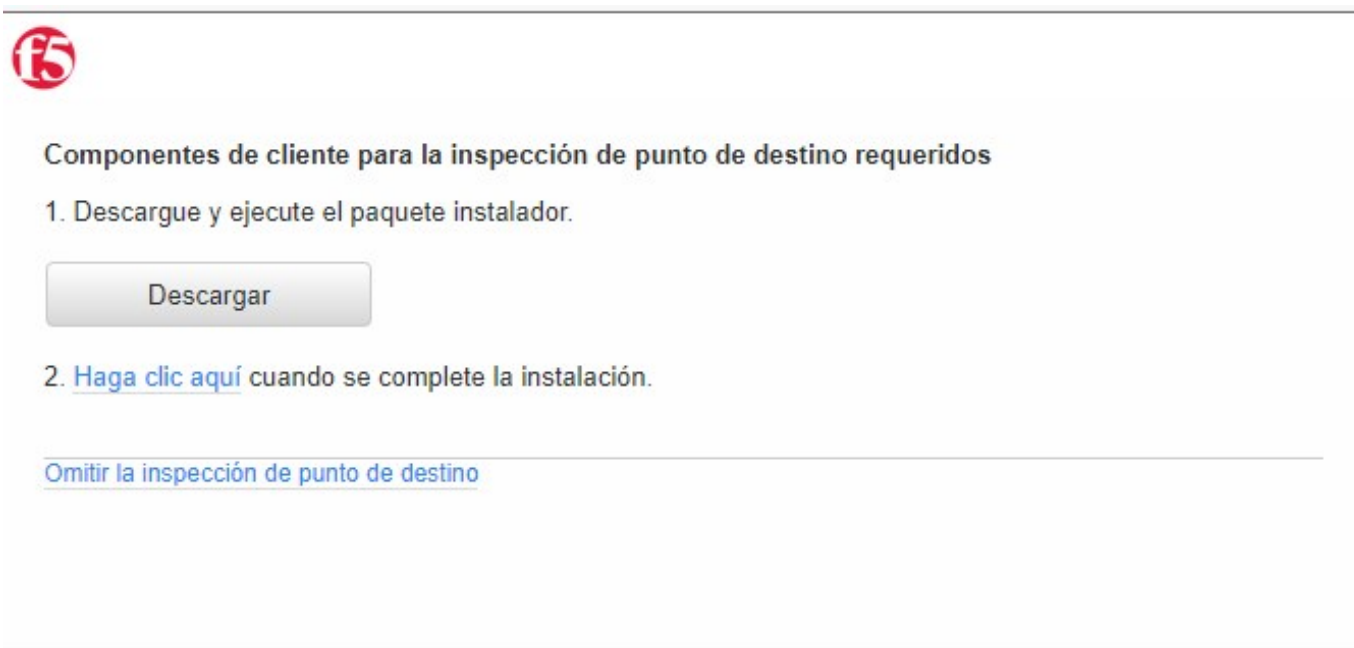 f5
Componentes de cliente para la inspección de punto de destino requeridos
1. Descargue y ejecute el paquete instalador.
Descargar
2. Haga clic aquí cuando se complete la instalación.
Omitir la inspección de punto de destino